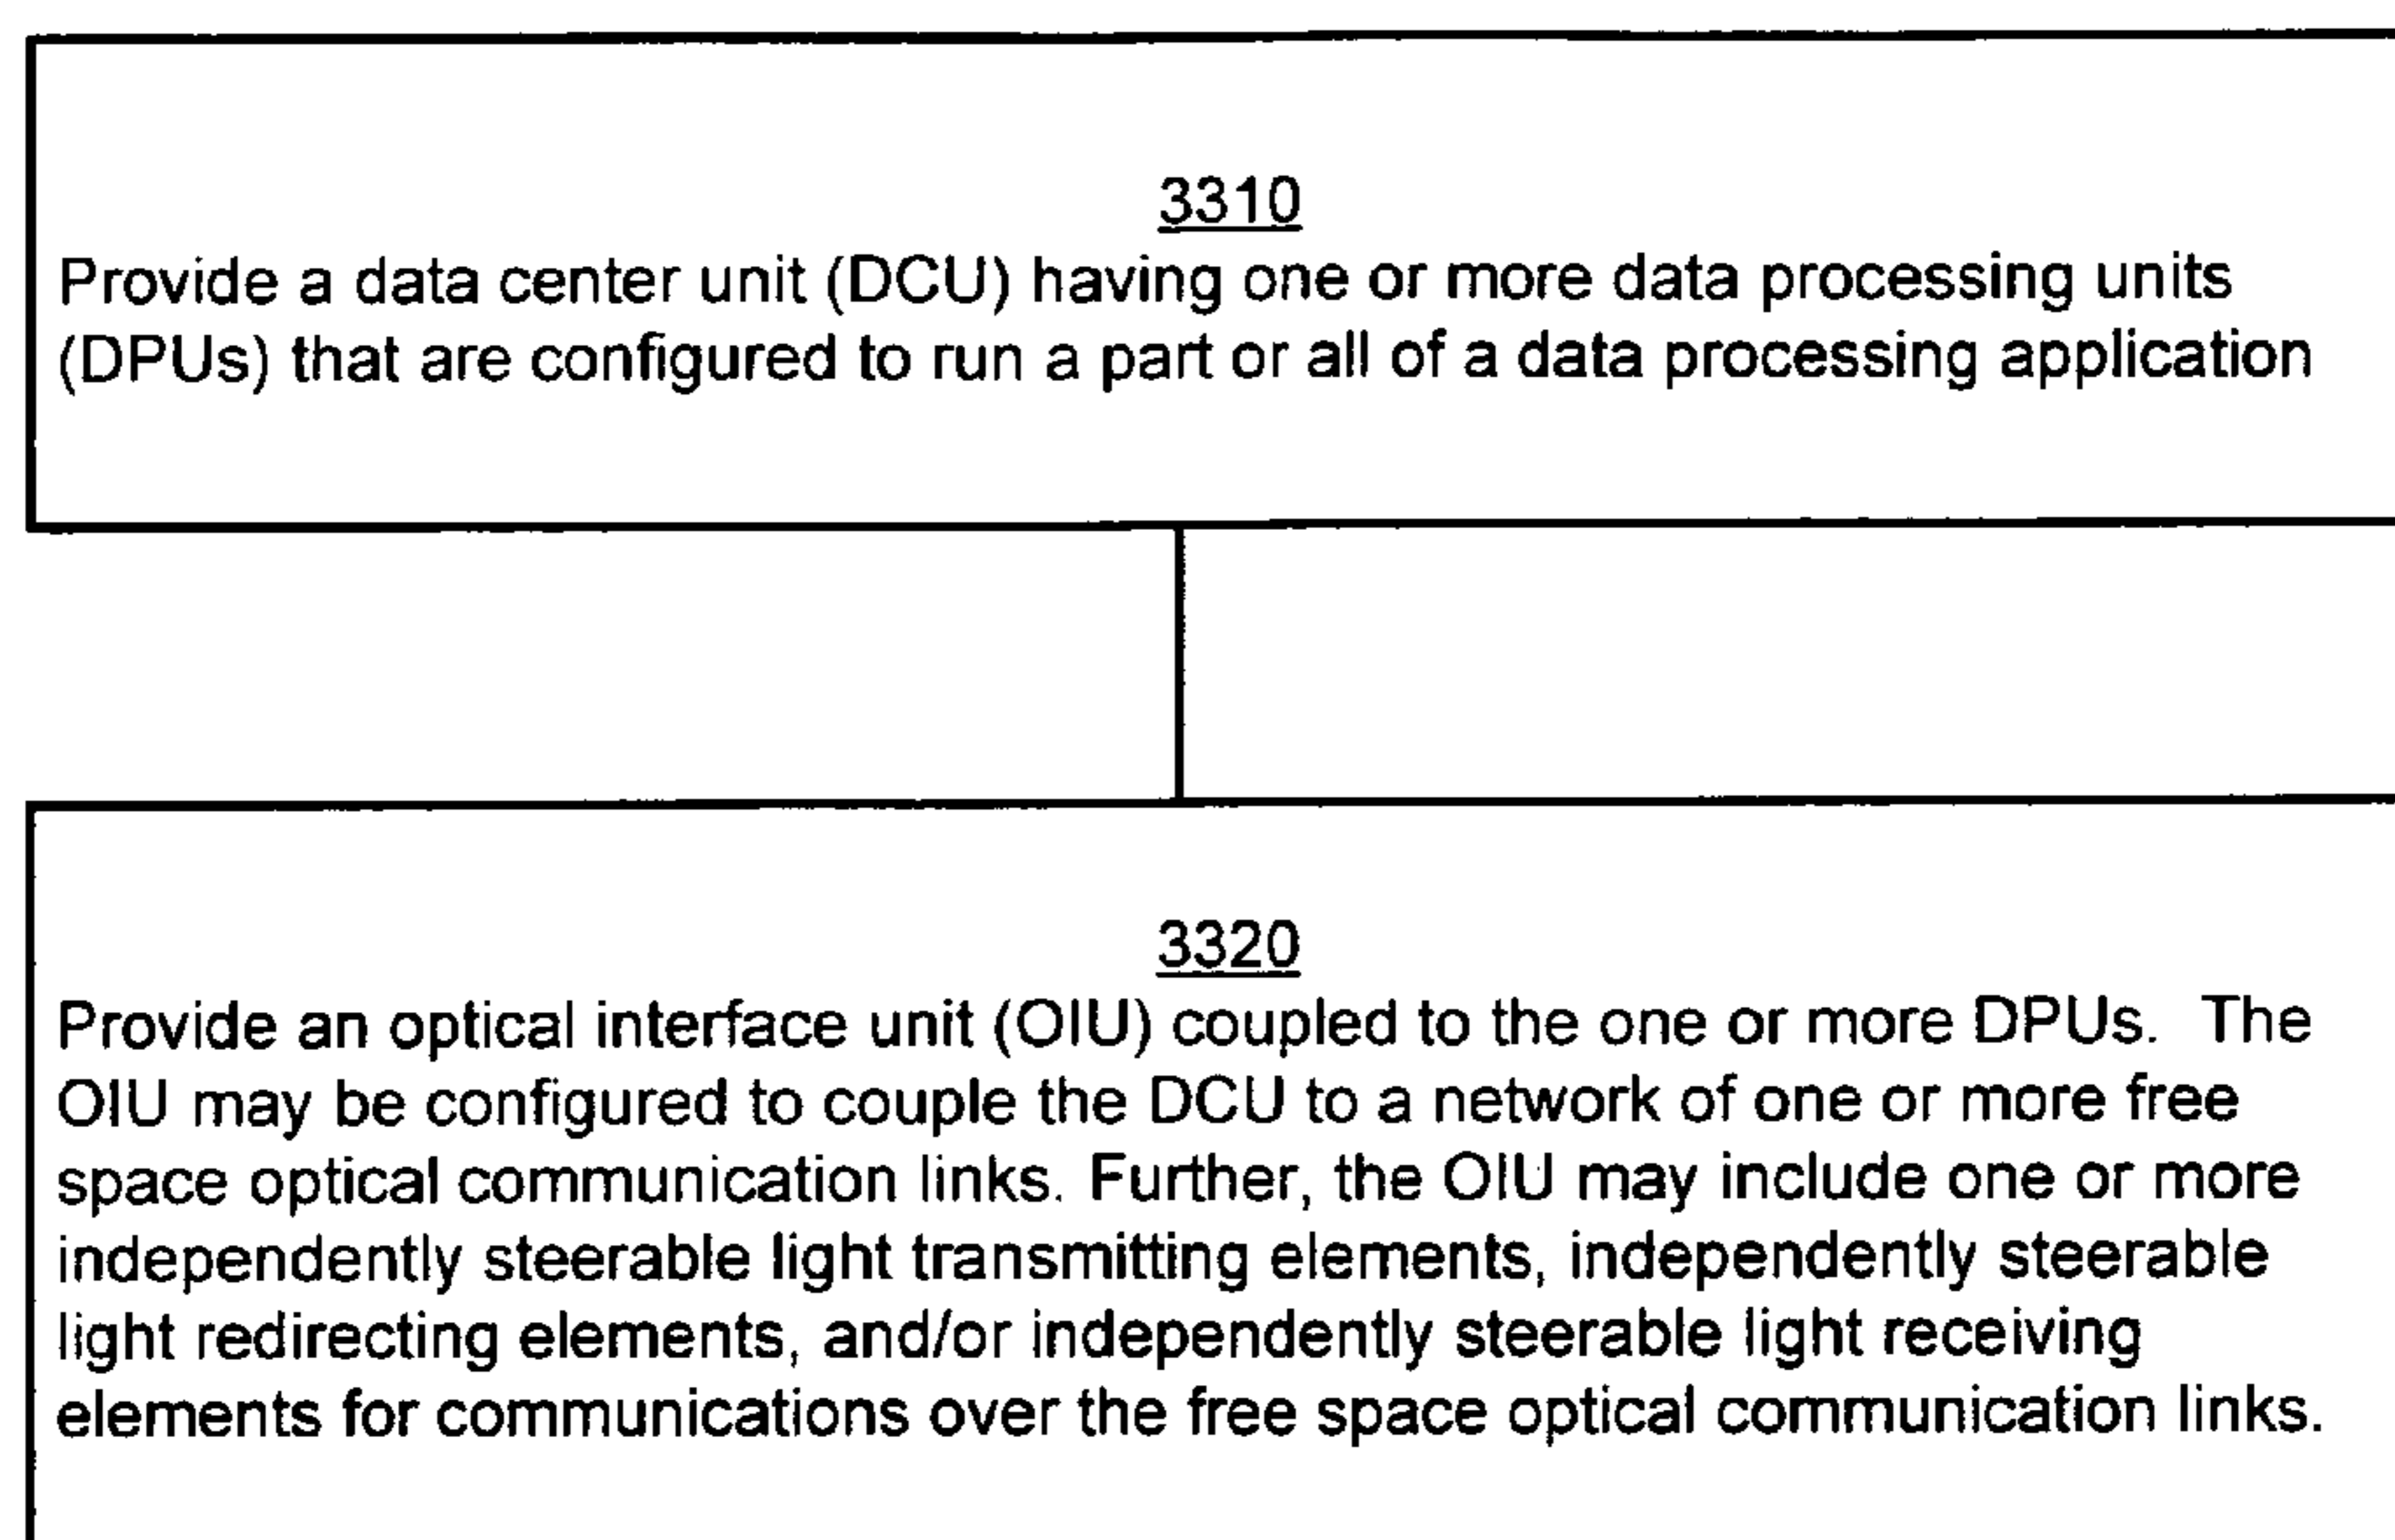 3310
Provide a data center unit (DCU) having one or more data processing units
(DPUs) that are configured to run a part or all of a data processing application
3320
Provide an optical interface unit (OIU) coupled to the one or more DPUs.  The
OIU may be configured to couple the DCU to a network of one or more free
space optical communication links. Further, the OIU may include one or more
independently steerable light transmitting elements, independently steerable
light redirecting elements, and/or independently steerable light receiving
elements for communications over the free space optical communication links.